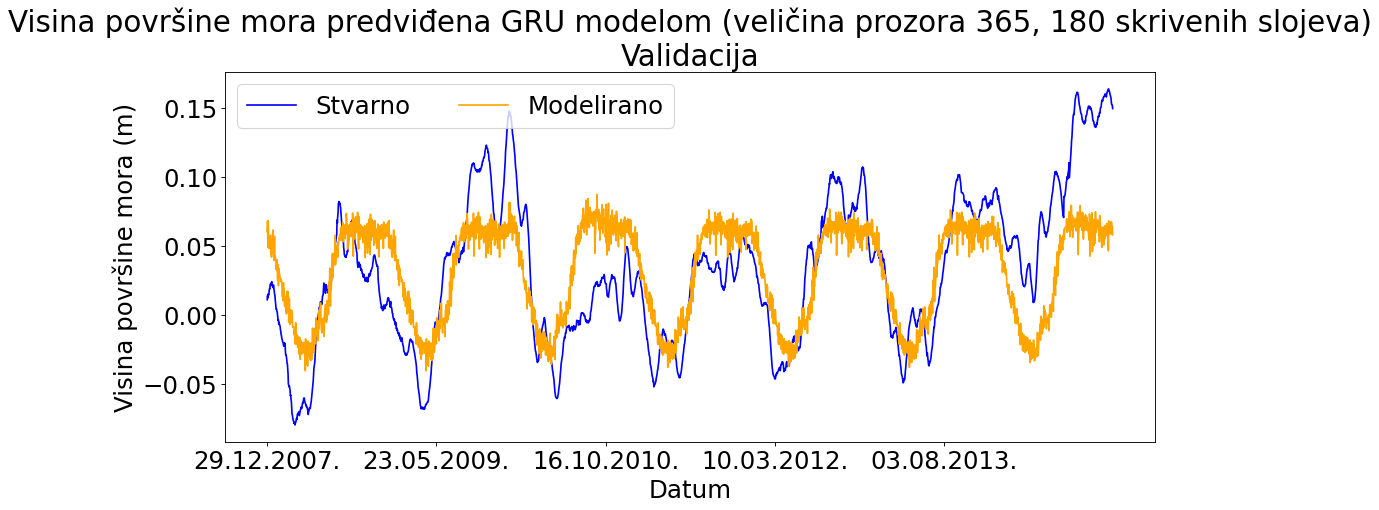 Visina površine mora predviđena GRU modelom (veličina prozora 365, 180 skrivenih slojeva)
Validacija
Stvarno
Modelirano
Visina površine mora (m)
0.15
0.10
0.05
0.00
−0.05
29.12.2007.
23.05.2009.
16.10.2010.
10.03.2012.
03.08.2013.
Datum